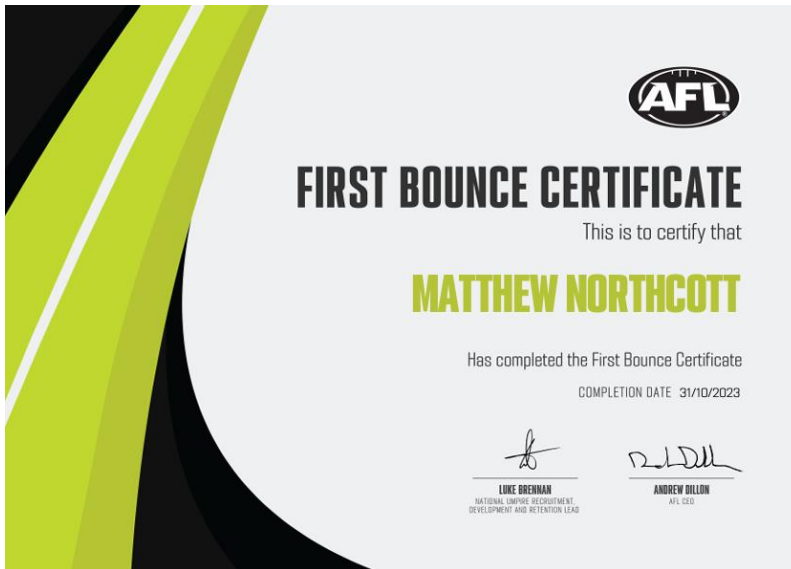 AFL
FIRST BOUNCE CERTIFICATE
This is to certify that
MATTHEW NORTHCOTT
Has completed the First Bounce Certificate
COMPLETION DATE 31/10/2023
LUKE BRENNAN
NATIONAL UMPIRE RECRUITMENT,
DEVELOPMENT AND RETENTION LEAD
ANDREW DILLON
AFL CEO